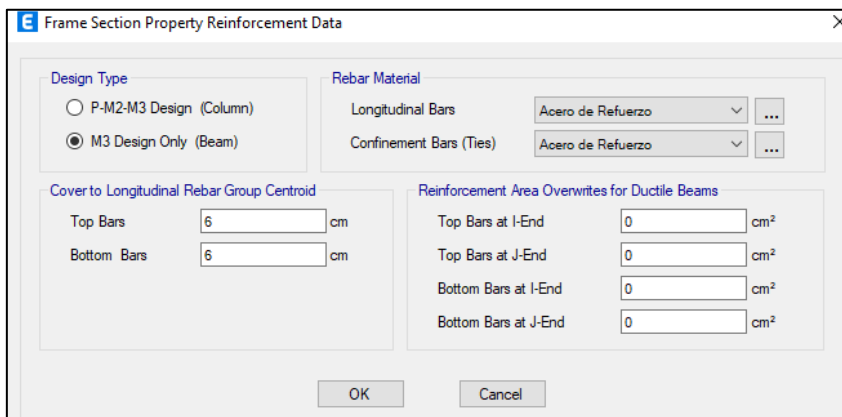 E Frame Section Property Reinforcement Data
Design Type
P-M2-M3 Design (Column)
M3 Design Only (Beam)
Rebar Material
Longitudinal Bars Acero de Refuerzo ...
Confinement Bars (Ties) Acero de Refuerzo ...
Cover to Longitudinal Rebar Group Centroid
Top Bars 6 cm
Bottom Bars 6 cm
Reinforcement Area Overwrites for Ductile Beams
Top Bars at I-End 0 cm²
Top Bars at J-End 0 cm²
Bottom Bars at I-End 0 cm²
Bottom Bars at J-End 0 cm²
OK Cancel